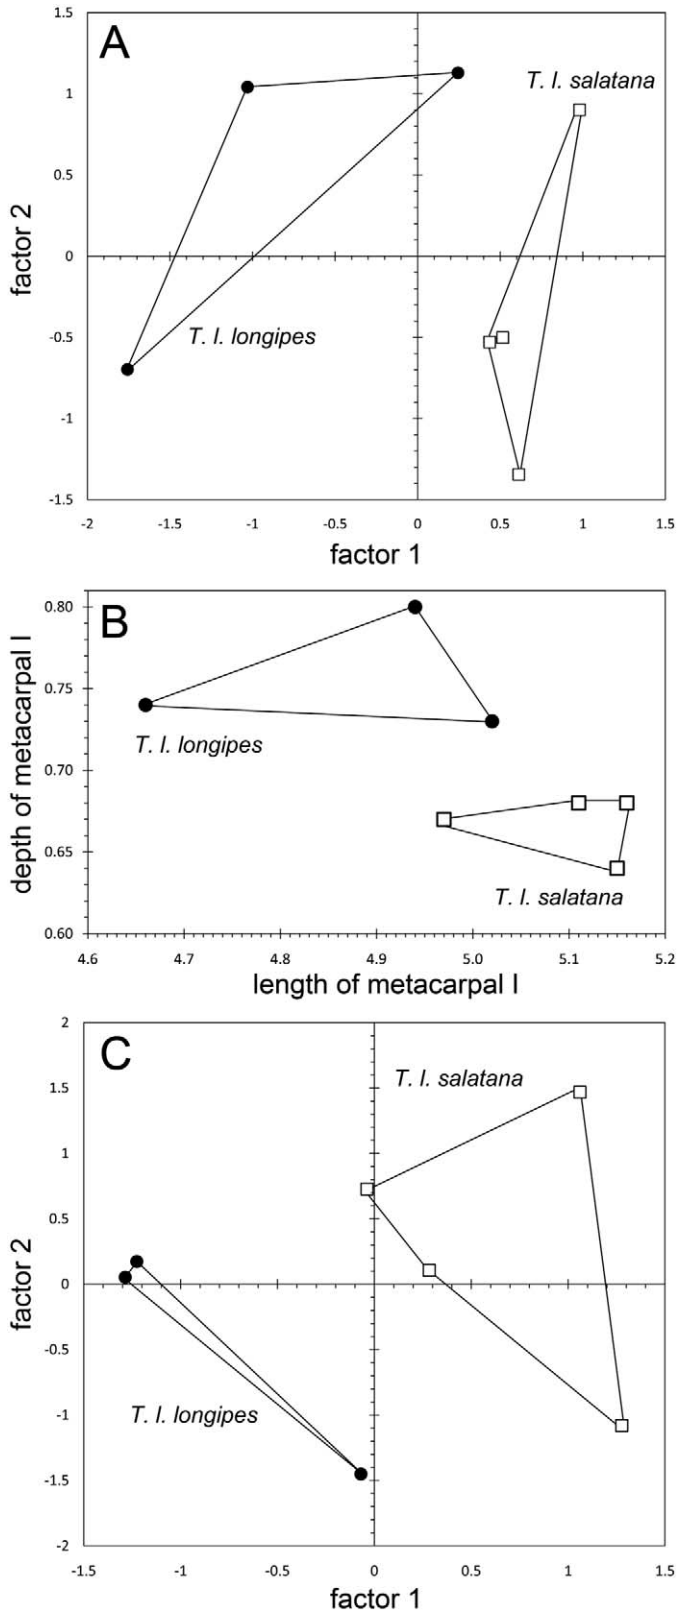 A
1.5
T. l. salatana
1
0.5
factor 2
0
-0.5
T. l. longipes
-1
-1.5
-2 -1.5 -1 -0.5 0 0.5 1 1.5
factor 1
B
0.80
depth of metacarpal I
0.75
T. l. longipes
0.70
0.65
T. l. salatana
0.60
4.6 4.7 4.8 4.9 5.0 5.1 5.2
length of metacarpal I
C
2
T. l. salatana
1.5
1
0.5
factor 2
0
-0.5
-1
T. l. longipes
-1.5
-2
-1.5 -1 -0.5 0 0.5 1 1.5
factor 1